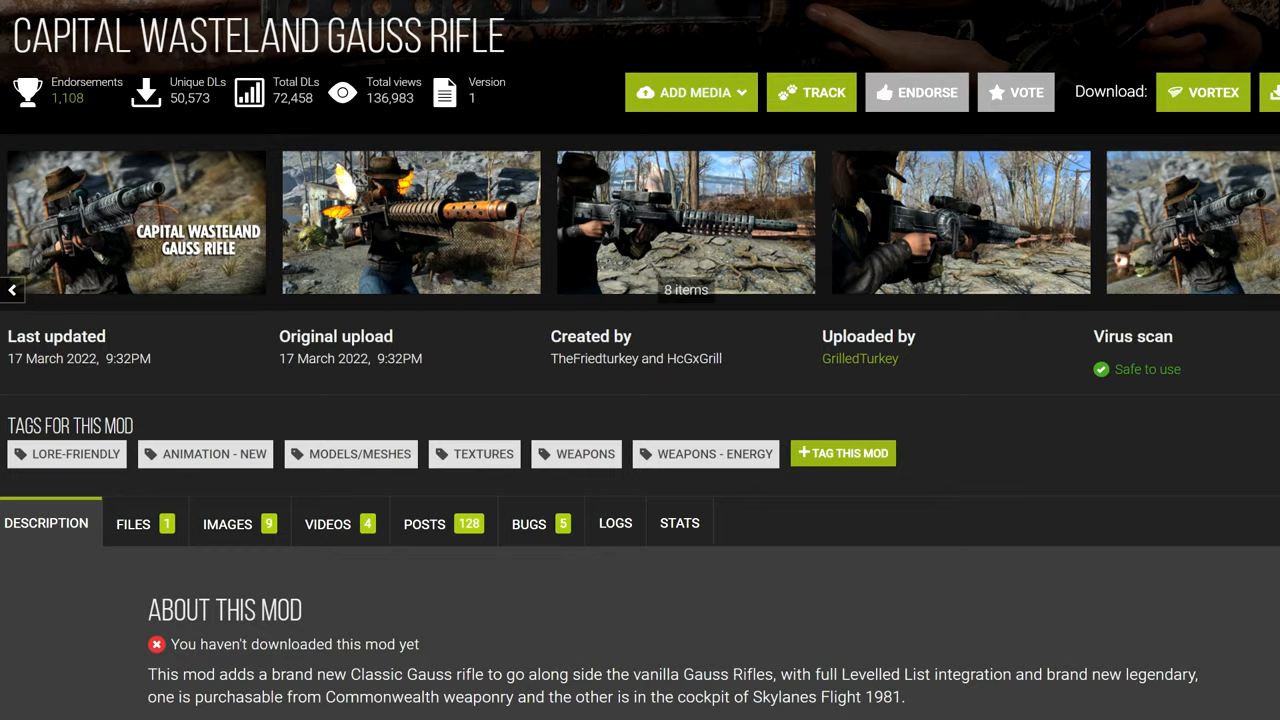 CAPITAL WASTELAND GAUSS RIFLE
Endorsements
1,108
Unique DLs
50,573
Total DLs
72,458
Total views
136,983
Version
1
ADD MEDIA
TRACK
ENDORSE
VOTE
Download:
VORTEX
CAPITAL WASTELAND
GAUSS RIFLE
8 items
Last updated
17 March 2022, 9:32PM
Original upload
17 March 2022, 9:32PM
Created by
TheFriedturkey and HcGxGrill
Uploaded by
GrilledTurkey
Virus scan
Safe to use
TAGS FOR THIS MOD
LORE-FRIENDLY
ANIMATION - NEW
MODELS/MESHES
TEXTURES
WEAPONS
WEAPONS - ENERGY
+ TAG THIS MOD
DESCRIPTION
FILES 1
IMAGES 9
VIDEOS 4
POSTS 128
BUGS 5
LOGS
STATS
ABOUT THIS MOD
You haven't downloaded this mod yet
This mod adds a brand new Classic Gauss rifle to go along side the vanilla Gauss Rifles, with full Levelled List integration and brand new legendary,
one is purchasable from Commonwealth weaponry and the other is in the cockpit of Skylanes Flight 1981.